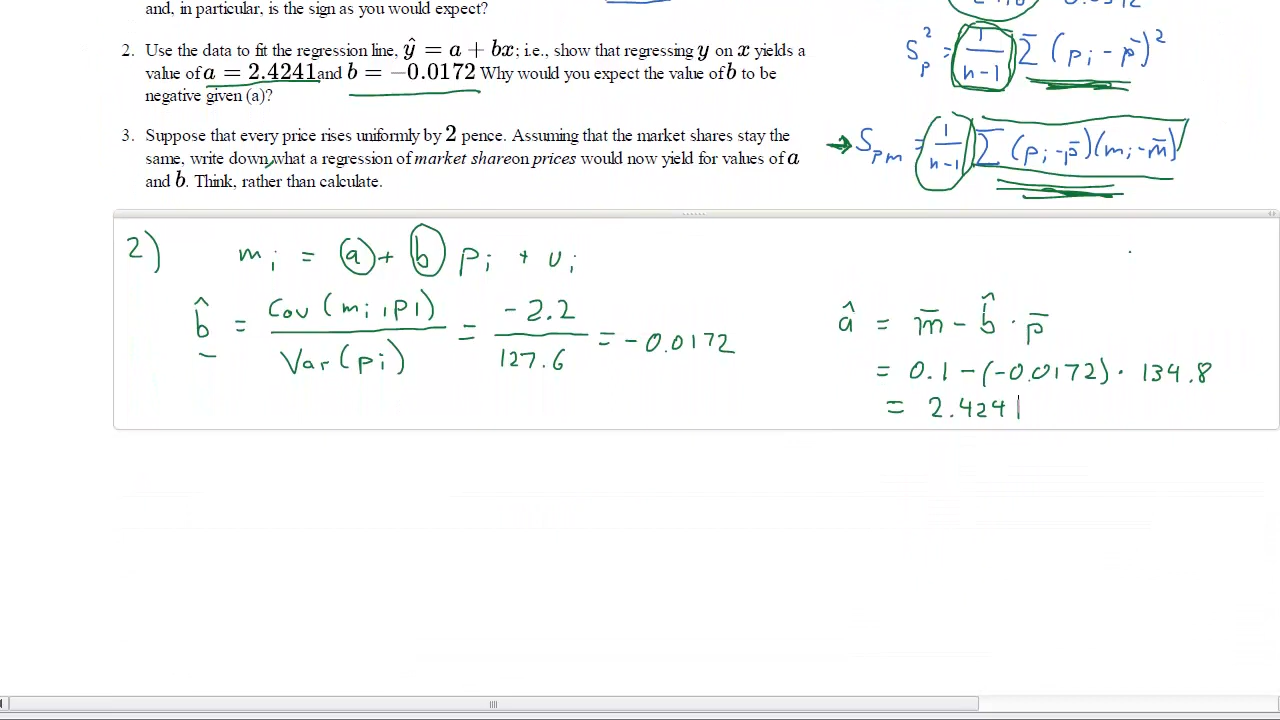 and, in particular, is the sign as you would expect?
2. Use the data to fit the regression line, ŷ = a + bx; i.e., show that regressing y on x yields a
value of a = 2.4241and b = −0.0172 Why would you expect the value of b to be
negative given (a)?
3. Suppose that every price rises uniformly by 2 pence. Assuming that the market shares stay the
same, write down what a regression of market shareon prices would now yield for values of a
and b. Think, rather than calculate.
S_p^2 = 1/(n-1) Σ (p_i - p̄)^2
→ S_pm = 1/(n-1) Σ (p_i - p̄)(m_i - m̄)
2) m_i = a + b p_i + u_i
b̂ = Cov(m_i, p_i) / Var(p_i) = -2.2 / 127.6 = -0.0172
â = m̄ - b̂ · p̄
= 0.1 - (-0.0172) · 134.8
= 2.4241